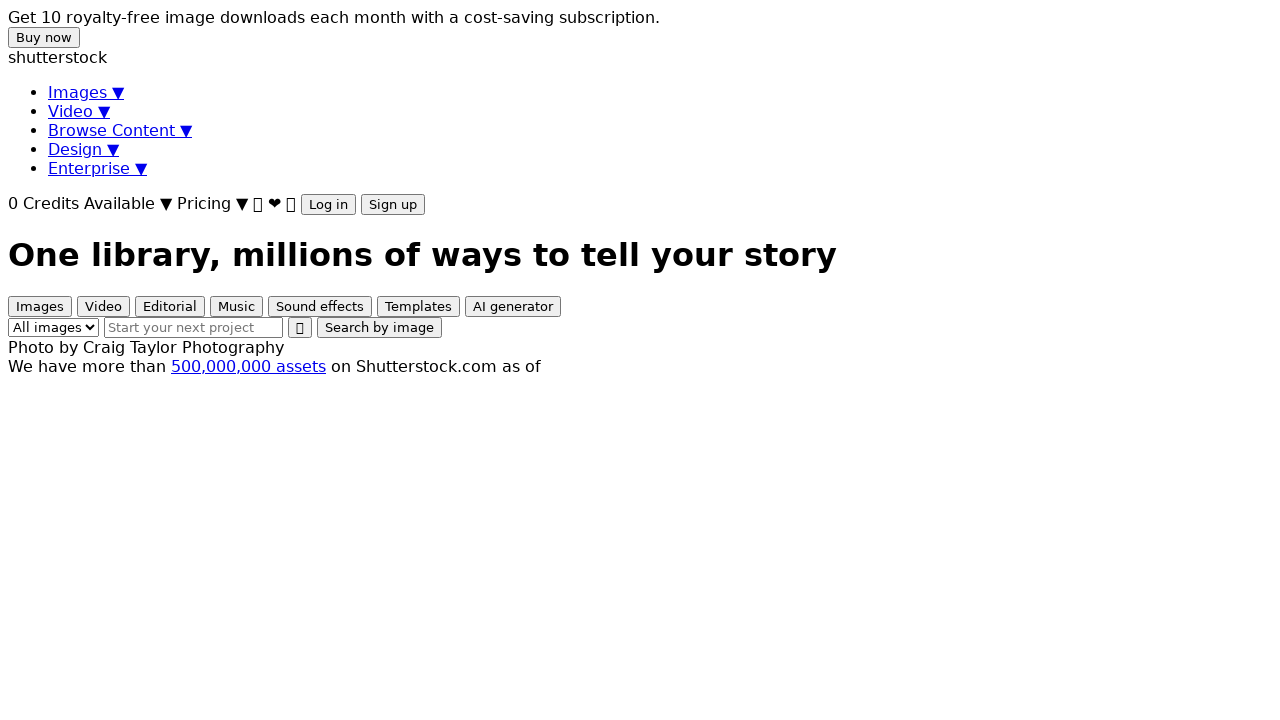 Get 10 royalty-free image downloads each month with a cost-saving subscription.
Buy now
shutterstock
Images ▼
Video ▼
Browse Content ▼
Design ▼
Enterprise ▼
0 Credits Available ▼ Pricing ▼ ❤ Log in Sign up
One library, millions of ways to tell your story
Images Video Editorial Music Sound effects Templates AI generator
All images Start your next project Search by image
Photo by Craig Taylor Photography
We have more than 500,000,000 assets on Shutterstock.com as of